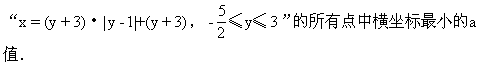 “x = (y + 3)·|y -1|+(y + 3)，-5/2≤y≤3”的所有点中横坐标最小的a
值．